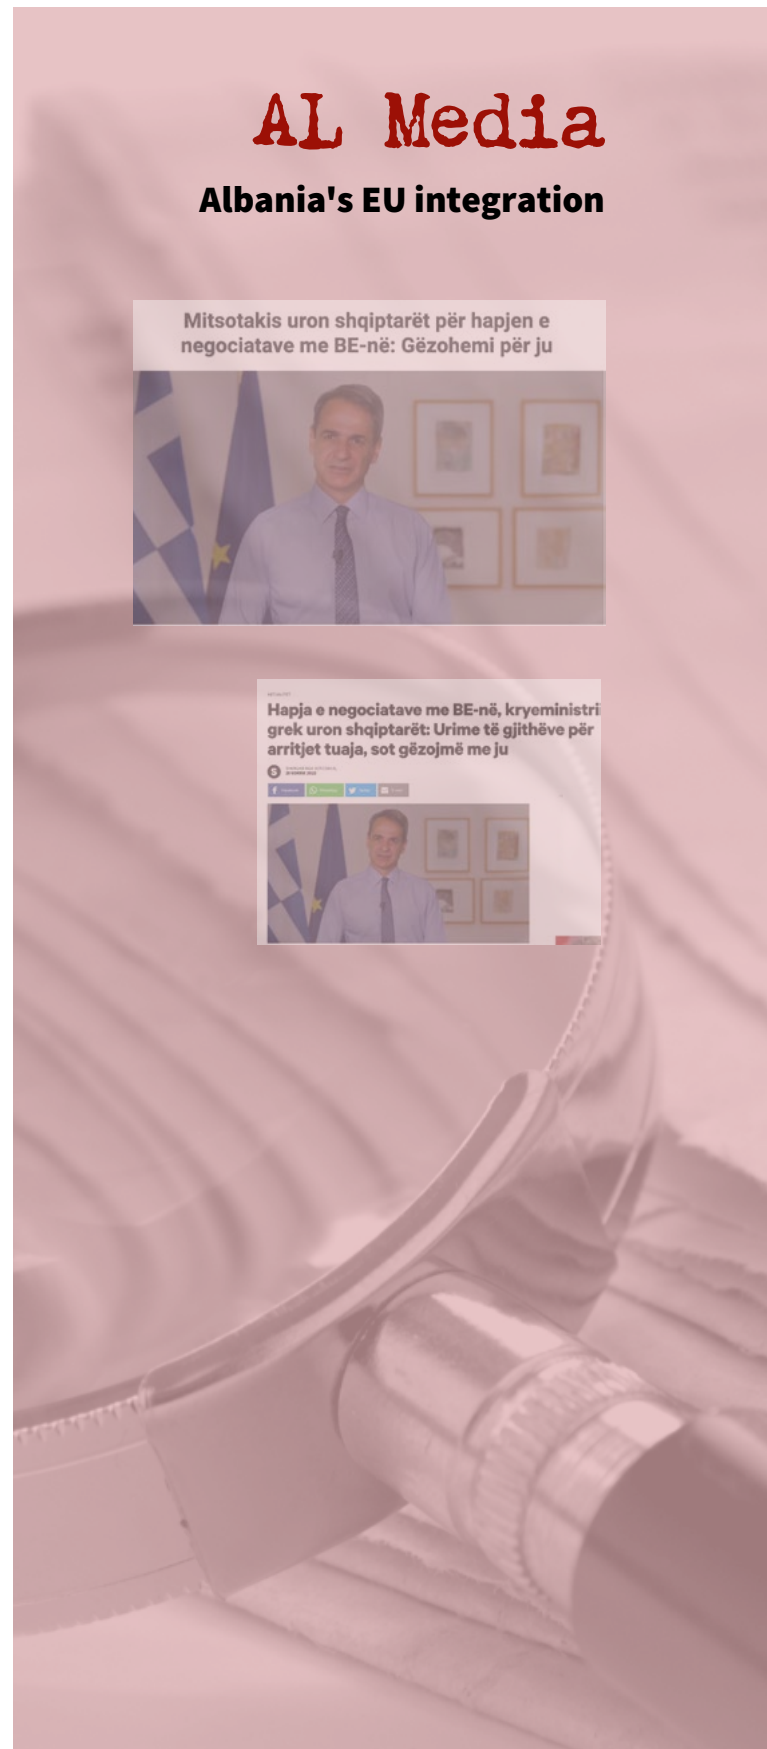 AL Media
Albania's EU integration
Mitsotakis uron shqiptarët për hapjen e
negociatave me BE-në: Gëzohemi për ju
Hapja e negociatave me BE-në, kryeministrii
grek uron shqiptarët: Urime të gjithëve për
arritjet tuaja, sot gëzojmë me ju